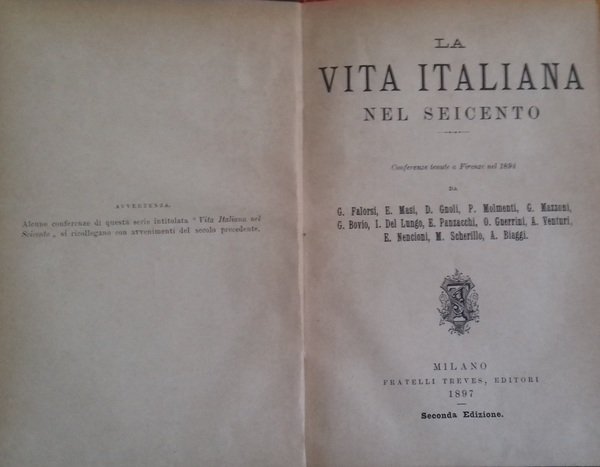 AVVERTENZA.
Alcune conferenze di questa serie intitolata "Vita Italiana nel
Seicento„ si ricollegano con avvenimenti del secolo precedente.
LA
VITA ITALIANA
NEL SEICENTO
Conferenze tenute a Firenze nel 1894
DA
G. Falorsi, E. Masi, D. Gnoli, P. Molmenti, G. Mazzoni,
G. Bovio, I. Del Lungo, E. Panzacchi, O. Guerrini, A. Venturi,
E. Nencioni, M. Scherillo, A. Biaggi.
MILANO
FRATELLI TREVES, EDITORI
1897
Seconda Edizione.